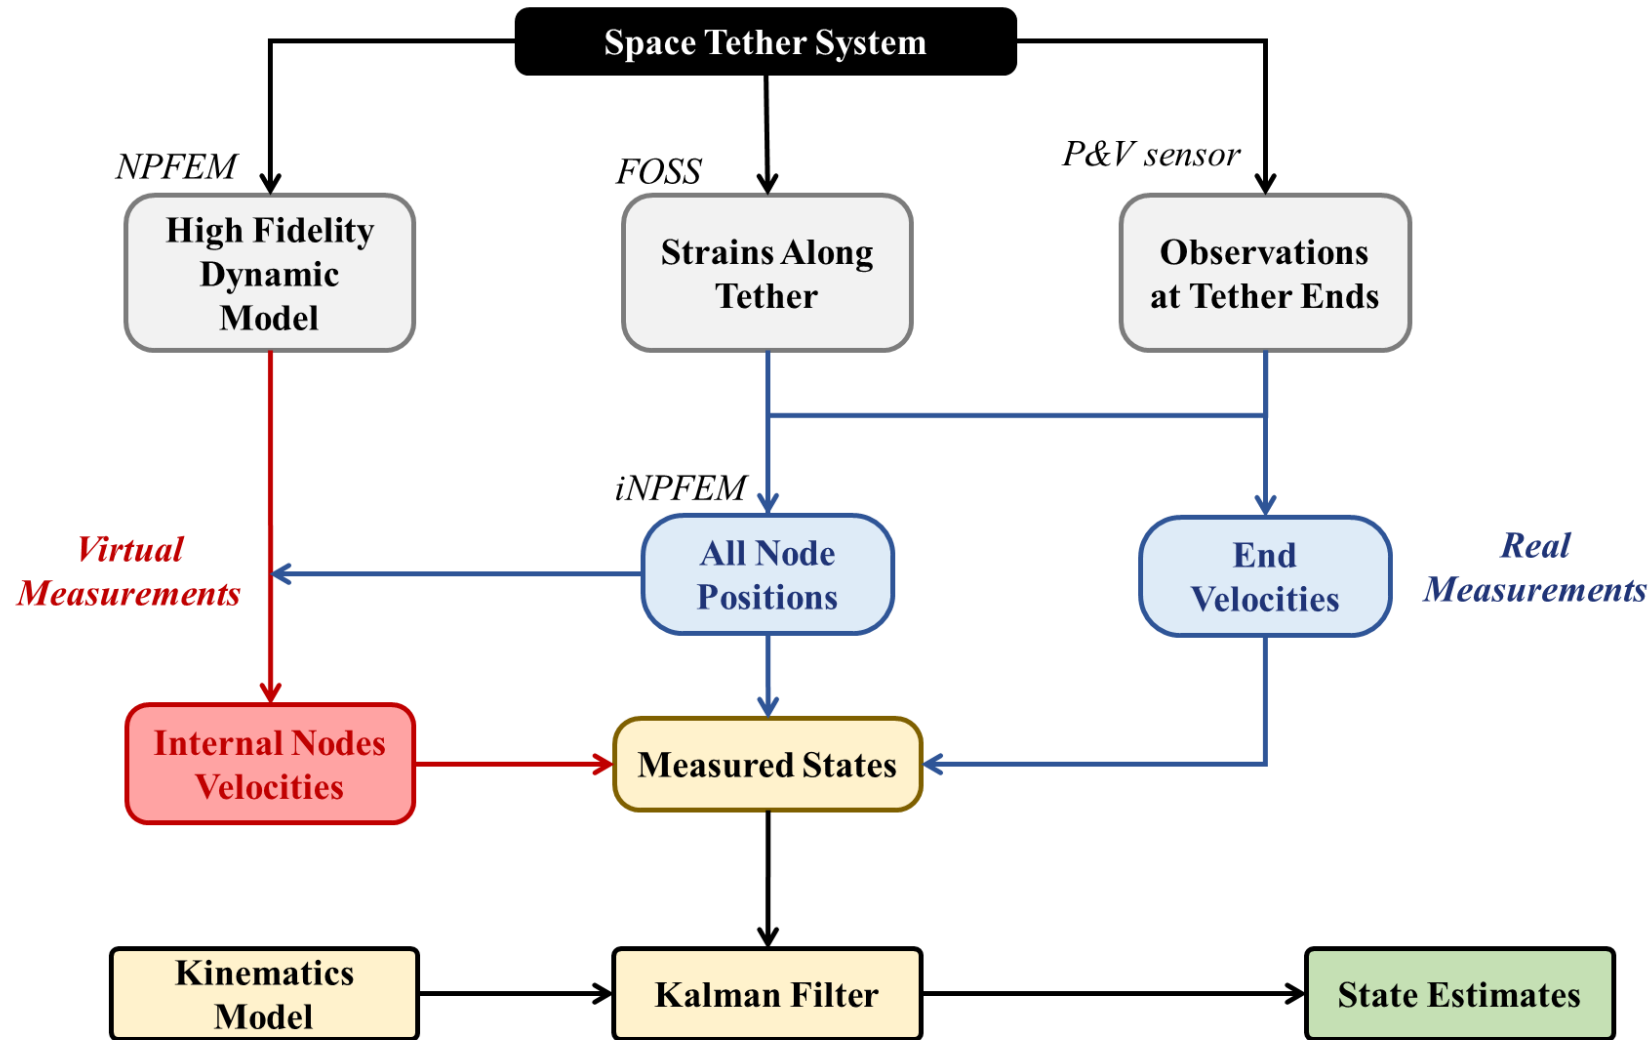 Space Tether System
NPFEM
FOSS
P&V sensor
High Fidelity
Dynamic
Model
Strains Along
Tether
Observations
at Tether Ends
iNPFEM
Virtual
Measurements
All Node
Positions
End
Velocities
Real
Measurements
Internal Nodes
Velocities
Measured States
Kinematics
Model
Kalman Filter
State Estimates